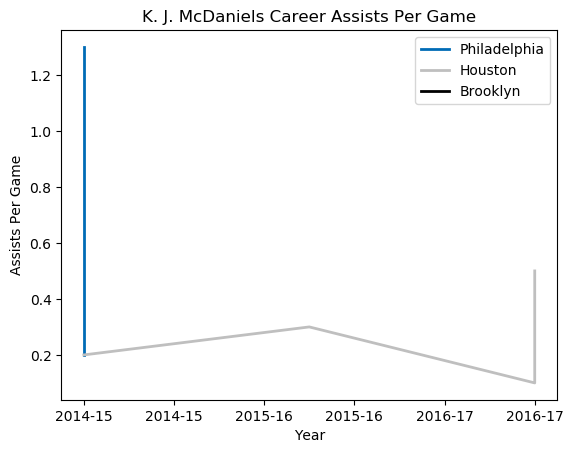 K. J. McDaniels Career Assists Per Game
Philadelphia
Houston
Brooklyn
Assists Per Game
1.2
1.0
0.8
0.6
0.4
0.2
2014-15 2014-15 2015-16 2015-16 2016-17 2016-17
Year